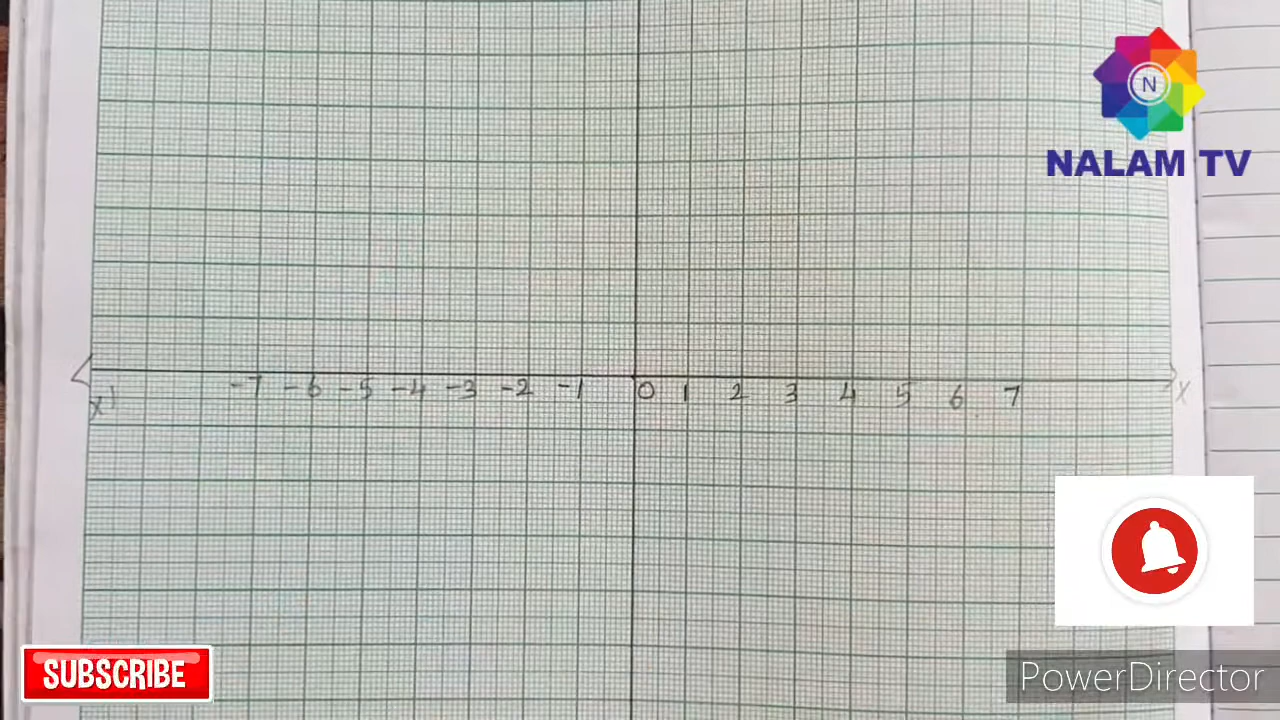 N
NALAM TV
-7 -6 -5 -4 -3 -2 -1 0 1 2 3 4 5 6 7
x' x
SUBSCRIBE
PowerDirector